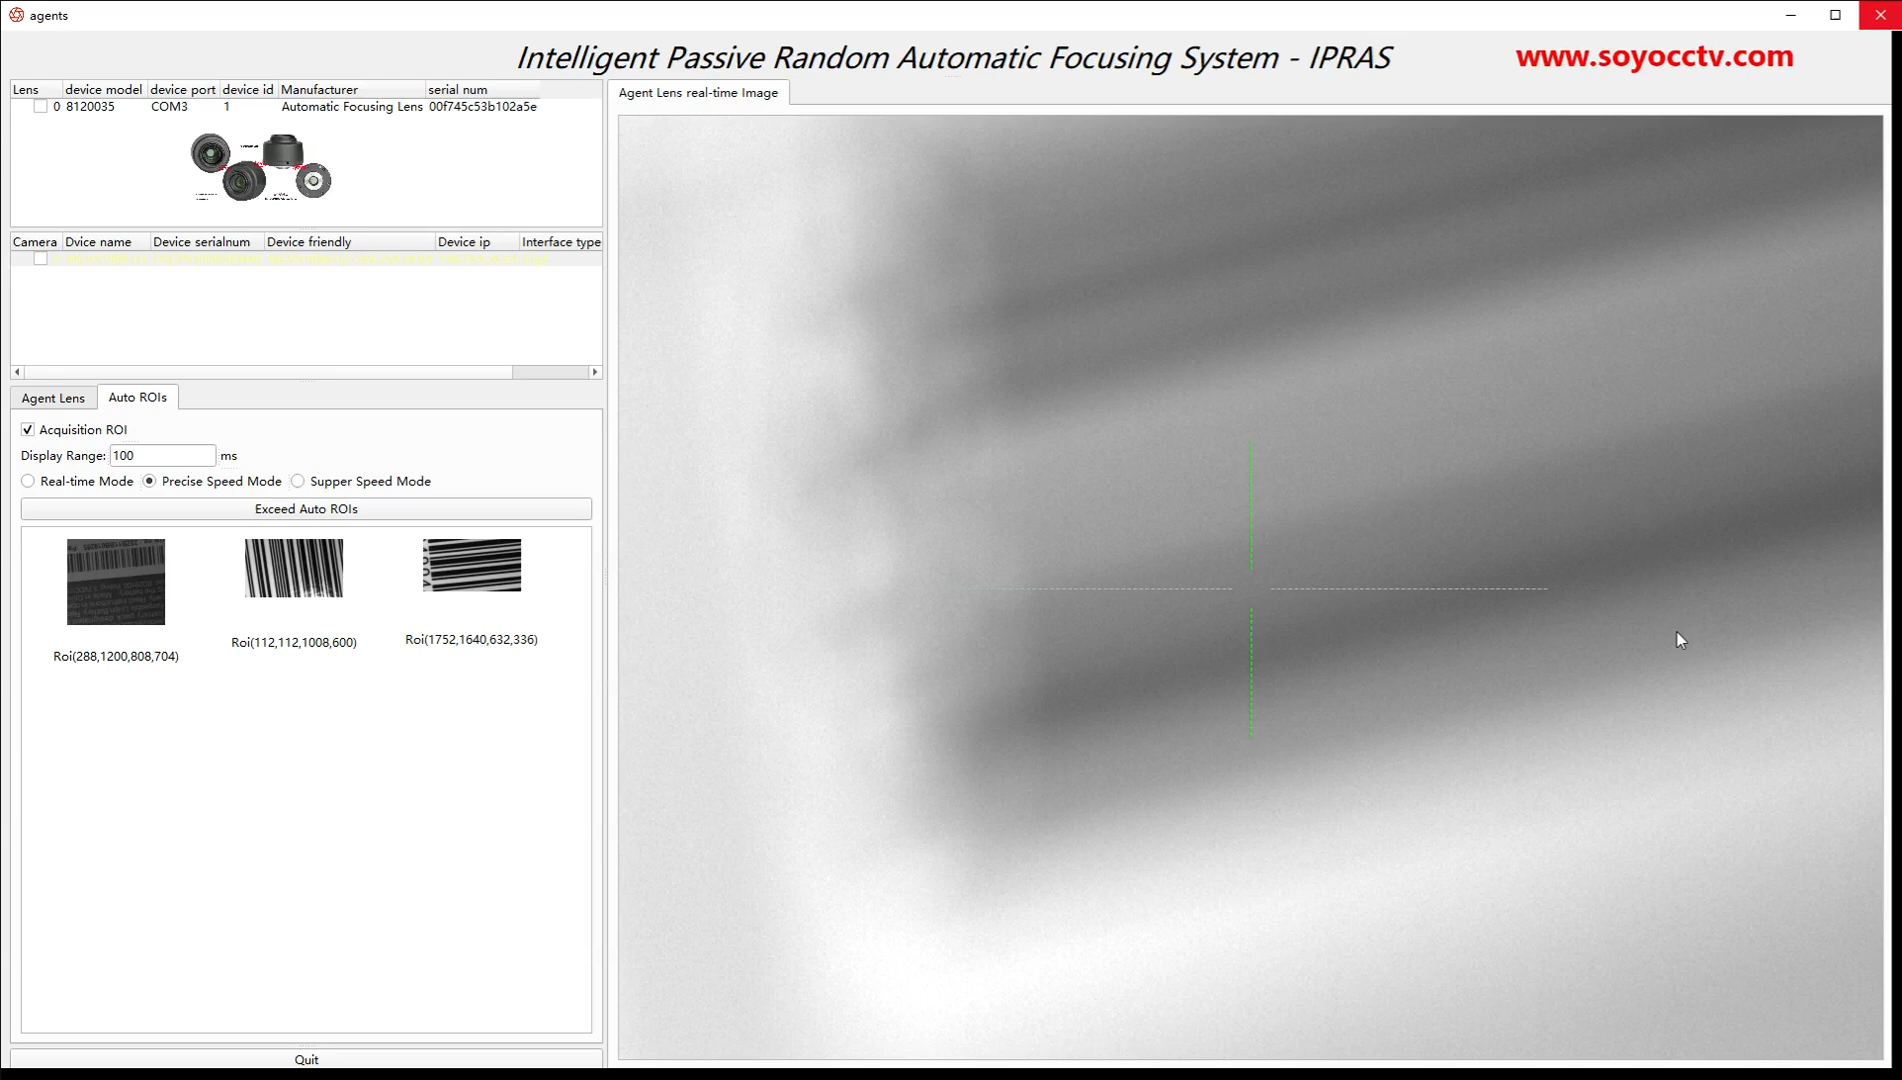 agents
Intelligent Passive Random Automatic Focusing System - IPRAS
www.soyocctv.com
Lens device model device port device id Manufacturer serial num
0 8120035 COM3 1 Automatic Focusing Lens 00f745c53b102a5e
Camera Dvice name Device serialnum Device friendly Device ip Interface type
Agent Lens Auto ROIs
Acquisition ROI
Display Range: 100 ms
Real-time Mode Precise Speed Mode Supper Speed Mode
Exceed Auto ROIs
Roi(288,1200,808,704)
Roi(112,112,1008,600)
Roi(1752,1640,632,336)
Quit
Agent Lens real-time Image